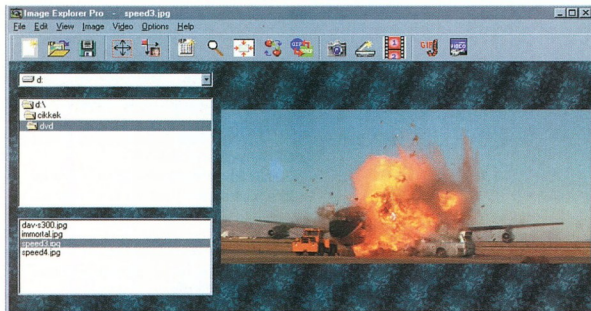 Image Explorer Pro - speed3.jpg
File Edit View Image Video Options Help
d:
d:\
cikkek
dvd
dav-s300.jpg
immortal.jpg
speed3.jpg
speed4.jpg